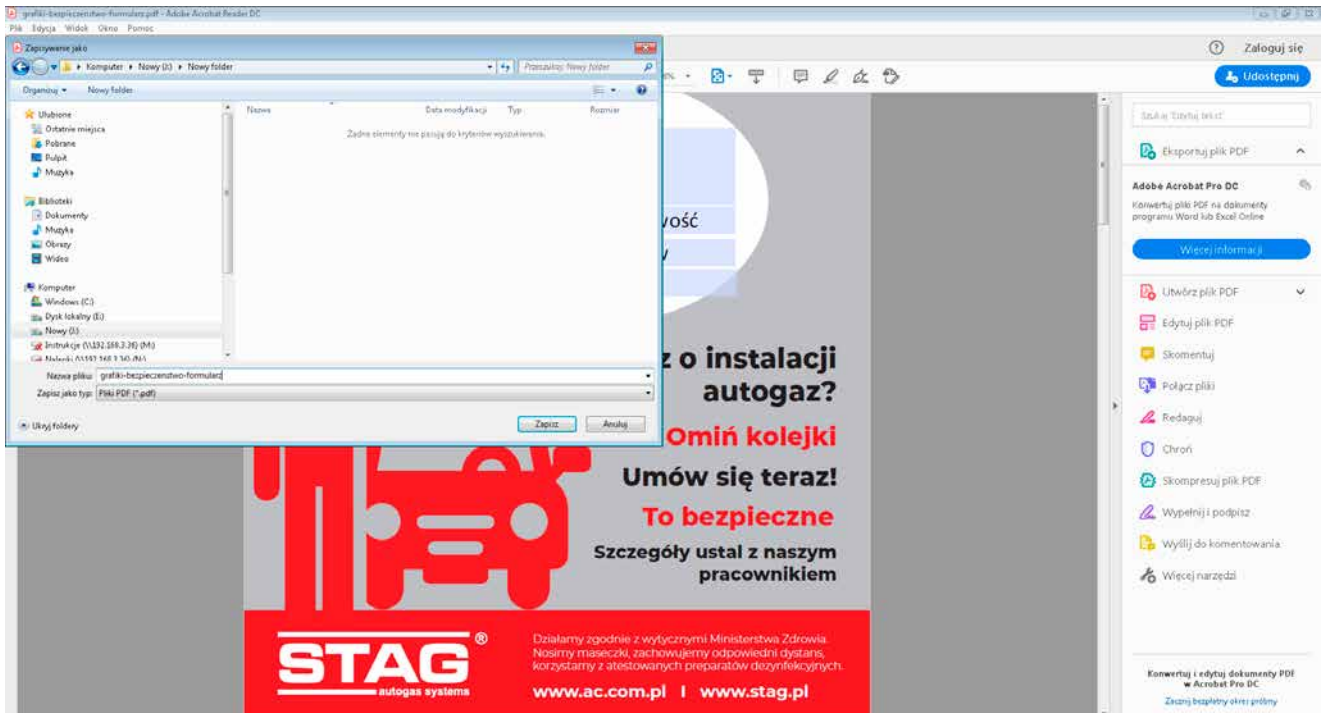 grafiki-bezpieczenstwo-formularz.pdf - Adobe Acrobat Reader DC
Plik Edycja Widok Okno Pomoc
Zapisywanie jako
Komputer Nowy (J:) Nowy folder
Przeszukaj: Nowy folder
Organizuj Nowy folder
Nazwa Data modyfikacji Typ Rozmiar
Żadne elementy nie pasują do kryteriów wyszukiwania.
Ulubione
Ostatnie miejsca
Pobrane
Pulpit
Muzyka
Biblioteki
Dokumenty
Muzyka
Obrazy
Wideo
Komputer
Windows (C:)
Dysk lokalny (E:)
Nowy (J:)
Instrukcje (\\192.168.3.36) (M:)
Nazwa pliku: grafiki-bezpieczenstwo-formularz
Zapisz jako typ: Pliki PDF (*.pdf)
Ukryj foldery
Zapisz Anuluj
Zaloguj się
Udostępnij
Eksportuj plik PDF
Adobe Acrobat Pro DC
Konwertuj pliki PDF na dokumenty
programu Word lub Excel Online
Więcej informacji
Utwórz plik PDF
Edytuj plik PDF
Skomentuj
Połącz pliki
Redaguj
Chroń
Skompresuj plik PDF
Wypełnij i podpisz
Wyślij do komentowania
Więcej narzędzi
Konwertuj i edytuj dokumenty PDF
w Acrobat Pro DC
Zacznij bezpłatny okres próbny
wość
z o instalacji
autogaz?
Omiń kolejki
Umów się teraz!
To bezpieczne
Szczegóły ustal z naszym
pracownikiem
STAG®
autogas systems
Działamy zgodnie z wytycznymi Ministerstwa Zdrowia.
Nosimy maseczki, zachowujemy odpowiedni dystans,
korzystamy z atestowanych preparatów dezynfekcyjnych.
www.ac.com.pl I www.stag.pl